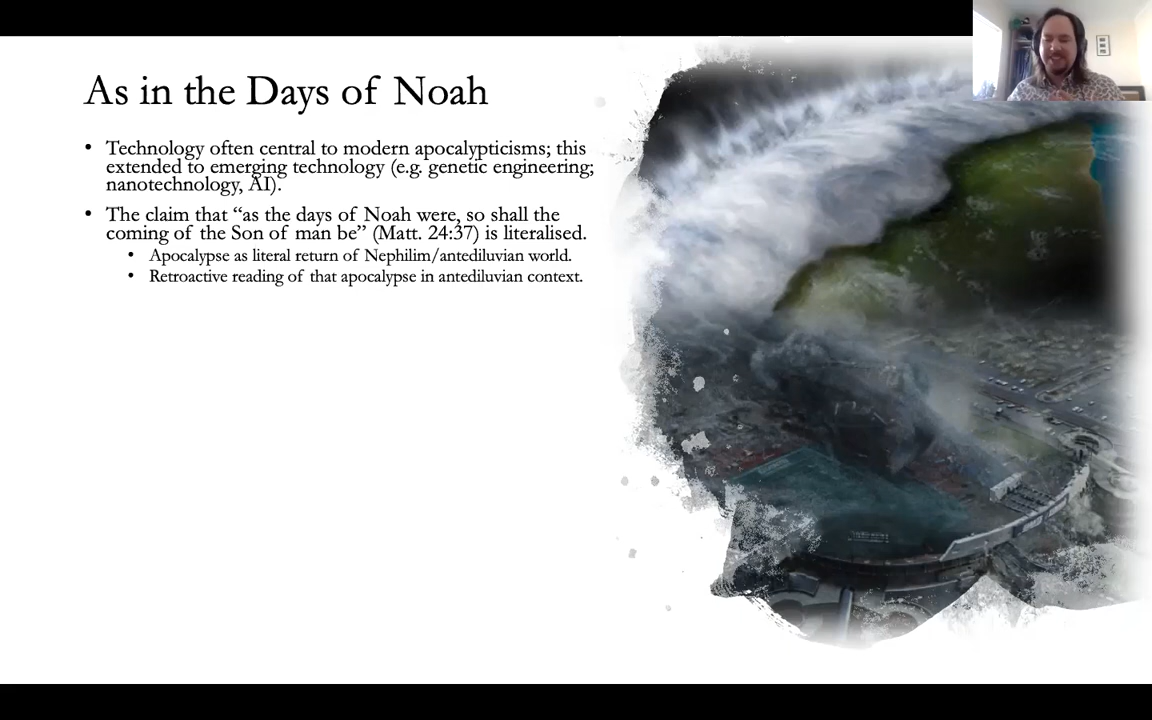 As in the Days of Noah
• Technology often central to modern apocalypticisms; this
extended to emerging technology (e.g. genetic engineering;
nanotechnology, AI).
• The claim that “as the days of Noah were, so shall the
coming of the Son of man be” (Matt. 24:37) is literalised.
• Apocalypse as literal return of Nephilim/antediluvian world.
• Retroactive reading of that apocalypse in antediluvian context.